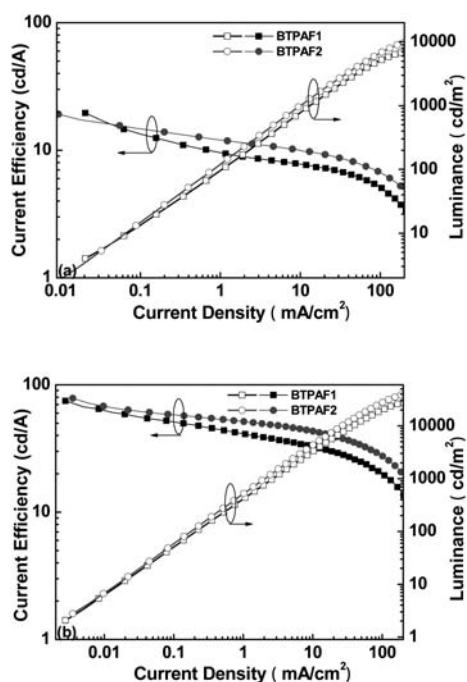 100
10
1
Current Efficiency (cd/A)
BTPAF1
BTPAF2
10000
1000
100
10
Luminance ( cd/m2)
(a)
0.01 0.1 1 10 100
Current Density ( mA/cm2)
100
10
1
Current Efficiency (cd/A)
BTPAF1
BTPAF2
10000
1000
100
10
1
Luminance ( cd/m2)
(b)
0.01 0.1 1 10 100
Current Density ( mA/cm2)